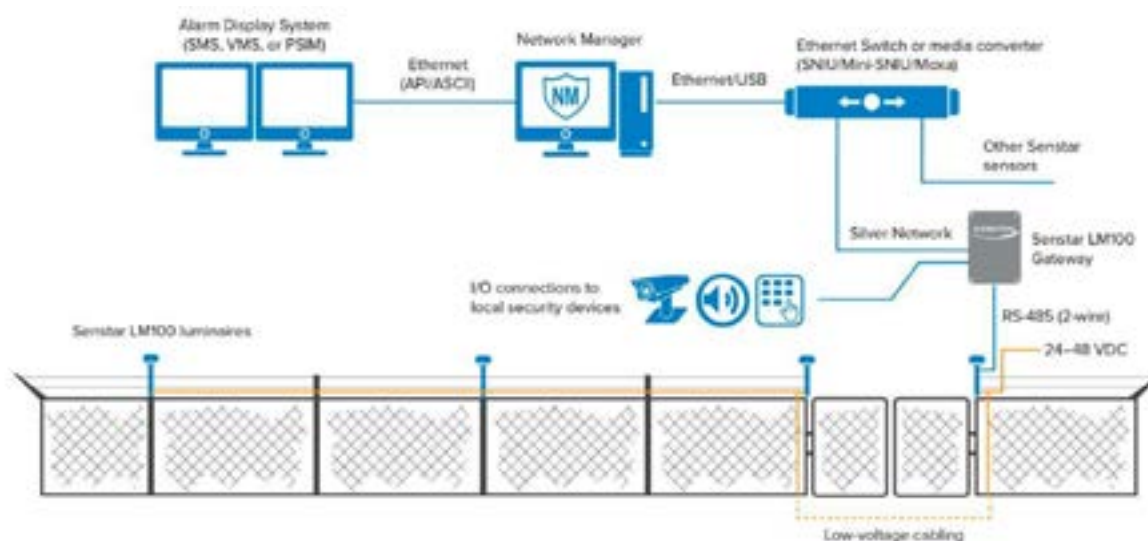 Alarm Display System
(SMS, VMS, or PSIM)
Ethernet
(API/ASCII)
Network Manager
NM
Ethernet/USB
Ethernet Switch or media converter
(SNIU/Mini-SNIU/Moxa)
Other Senstar
sensors
Silver Network
Senstar LM100
Gateway
I/O connections to
local security devices
RS-485 (2-wire)
24–48 VDC
Senstar LM100 luminaires
Low-voltage cabling